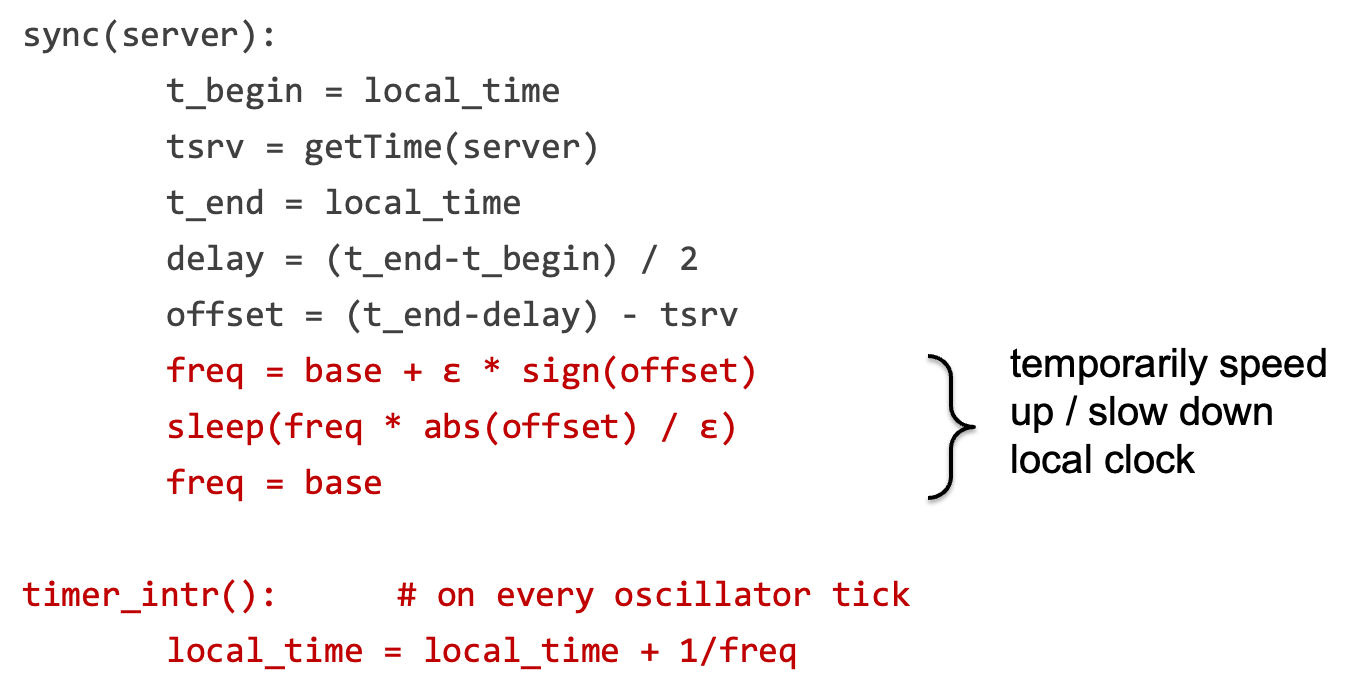 sync(server):
t_begin = local_time
tsrv = getTime(server)
t_end = local_time
delay = (t_end-t_begin) / 2
offset = (t_end-delay) - tsrv
freq = base + ε * sign(offset)
sleep(freq * abs(offset) / ε)
freq = base
temporarily speed
up / slow down
local clock
timer_intr(): # on every oscillator tick
local_time = local_time + 1/freq